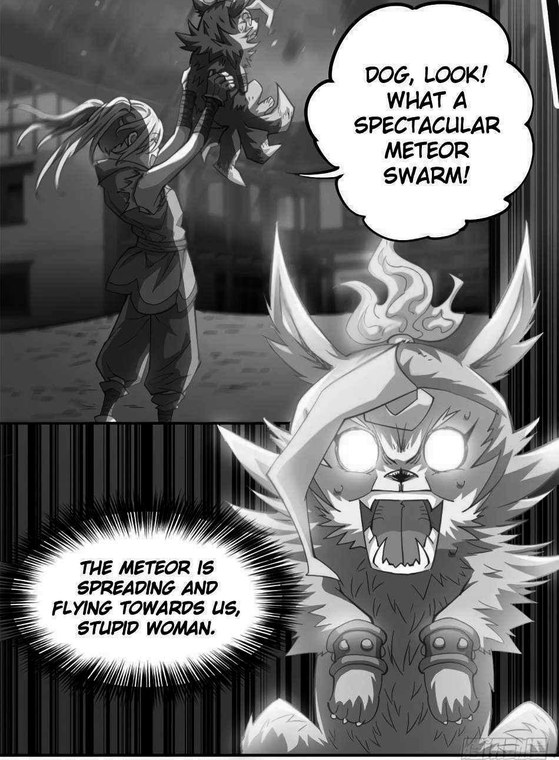 DOG, LOOK!
WHAT A
SPECTACULAR
METEOR
SWARM!
THE METEOR IS
SPREADING AND
FLYING TOWARDS US,
STUPID WOMAN.